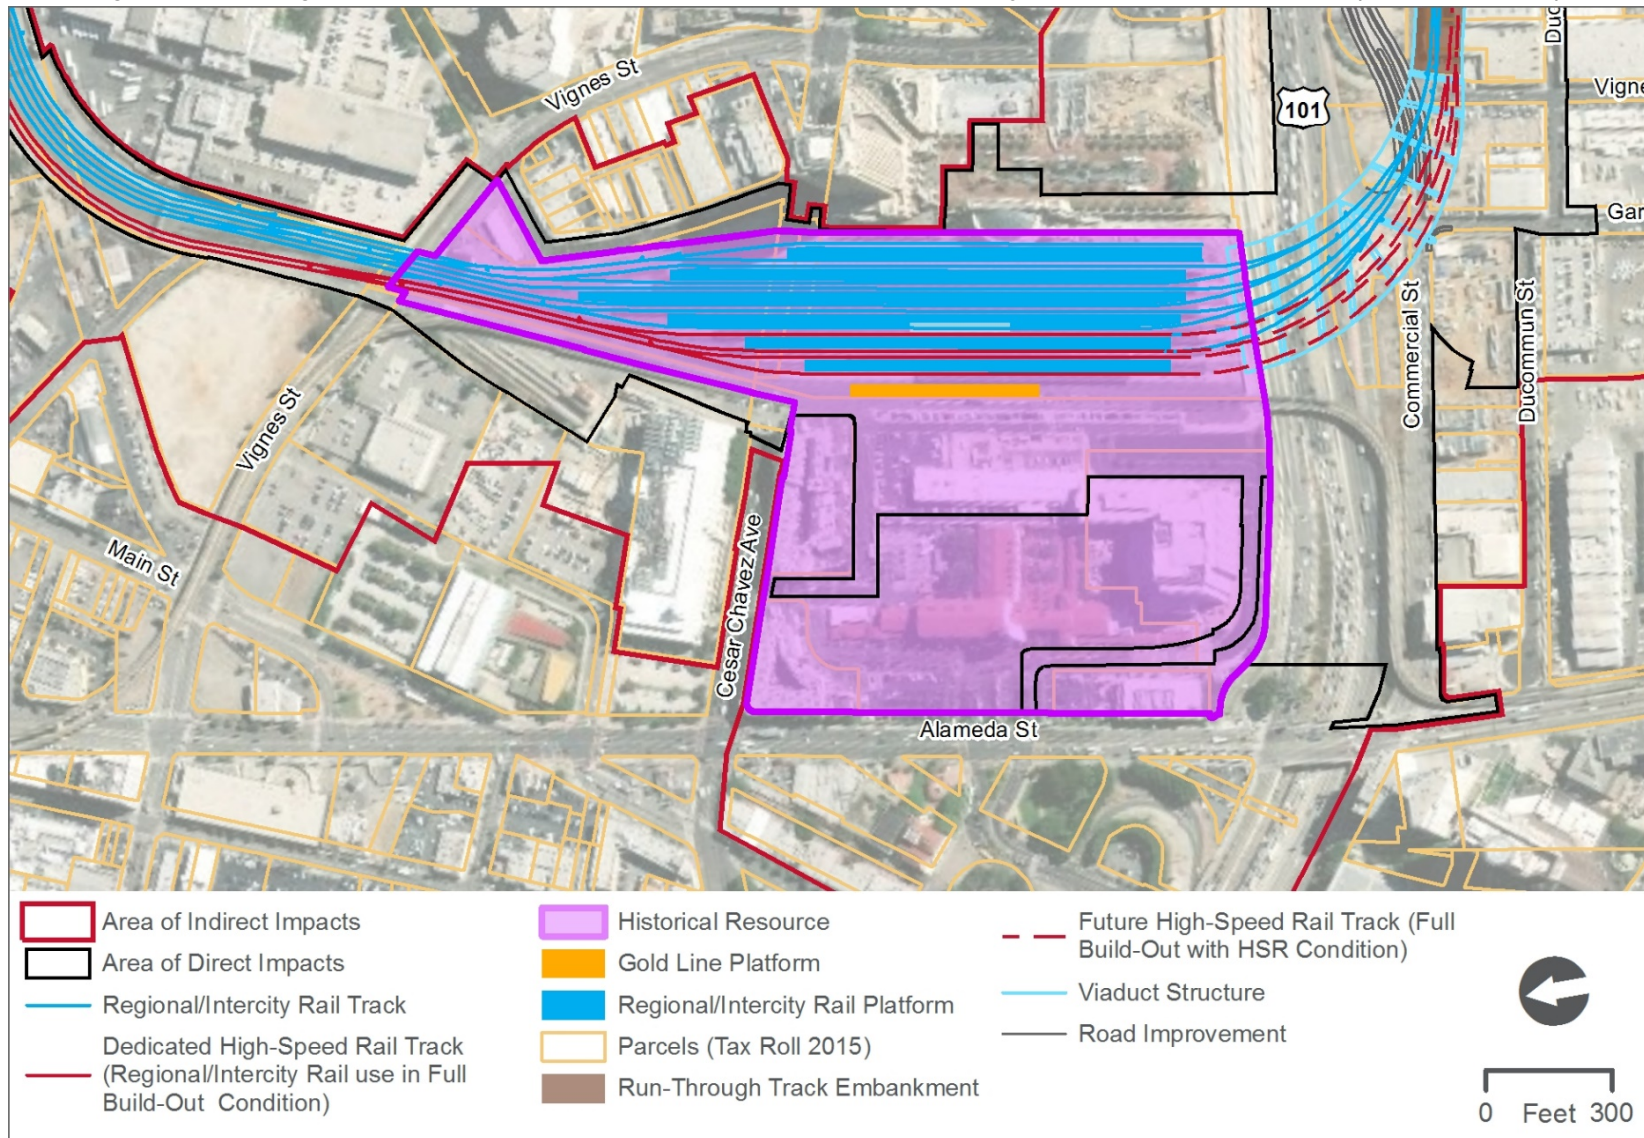 Vignes St
101
Duc
Vigne
Gar
Commercial St
Ducommun St
Vignes St
Main St
Cesar Chavez Ave
Alameda St
Area of Indirect Impacts
Area of Direct Impacts
Regional/Intercity Rail Track
Dedicated High-Speed Rail Track
(Regional/Intercity Rail use in Full
Build-Out Condition)
Historical Resource
Gold Line Platform
Regional/Intercity Rail Platform
Parcels (Tax Roll 2015)
Run-Through Track Embankment
Future High-Speed Rail Track (Full
Build-Out with HSR Condition)
Viaduct Structure
Road Improvement
0 Feet 300